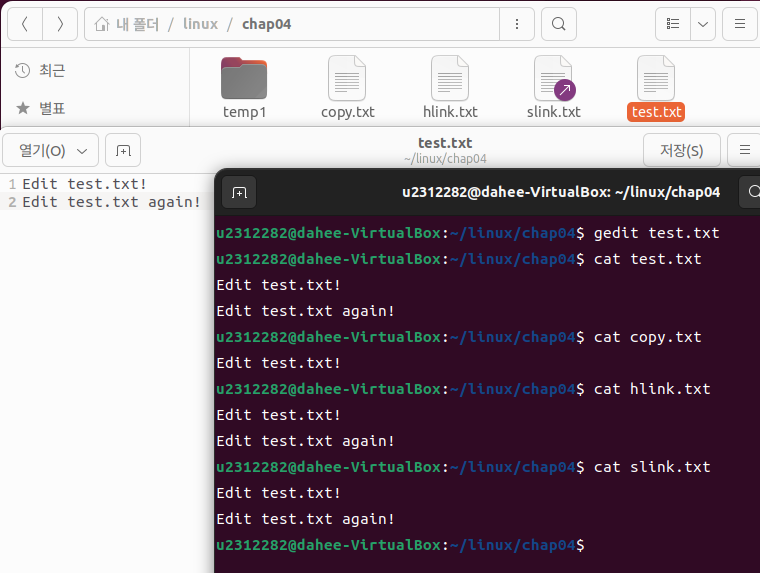 내 폴더 / linux / chap04
최근
별표
temp1 copy.txt hlink.txt slink.txt test.txt
열기(O)
test.txt
~/linux/chap04
저장(S)
1 Edit test.txt!
2 Edit test.txt again!
u2312282@dahee-VirtualBox: ~/linux/chap04
u2312282@dahee-VirtualBox:~/linux/chap04$ gedit test.txt
u2312282@dahee-VirtualBox:~/linux/chap04$ cat test.txt
Edit test.txt!
Edit test.txt again!
u2312282@dahee-VirtualBox:~/linux/chap04$ cat copy.txt
Edit test.txt!
u2312282@dahee-VirtualBox:~/linux/chap04$ cat hlink.txt
Edit test.txt!
Edit test.txt again!
u2312282@dahee-VirtualBox:~/linux/chap04$ cat slink.txt
Edit test.txt!
Edit test.txt again!
u2312282@dahee-VirtualBox:~/linux/chap04$